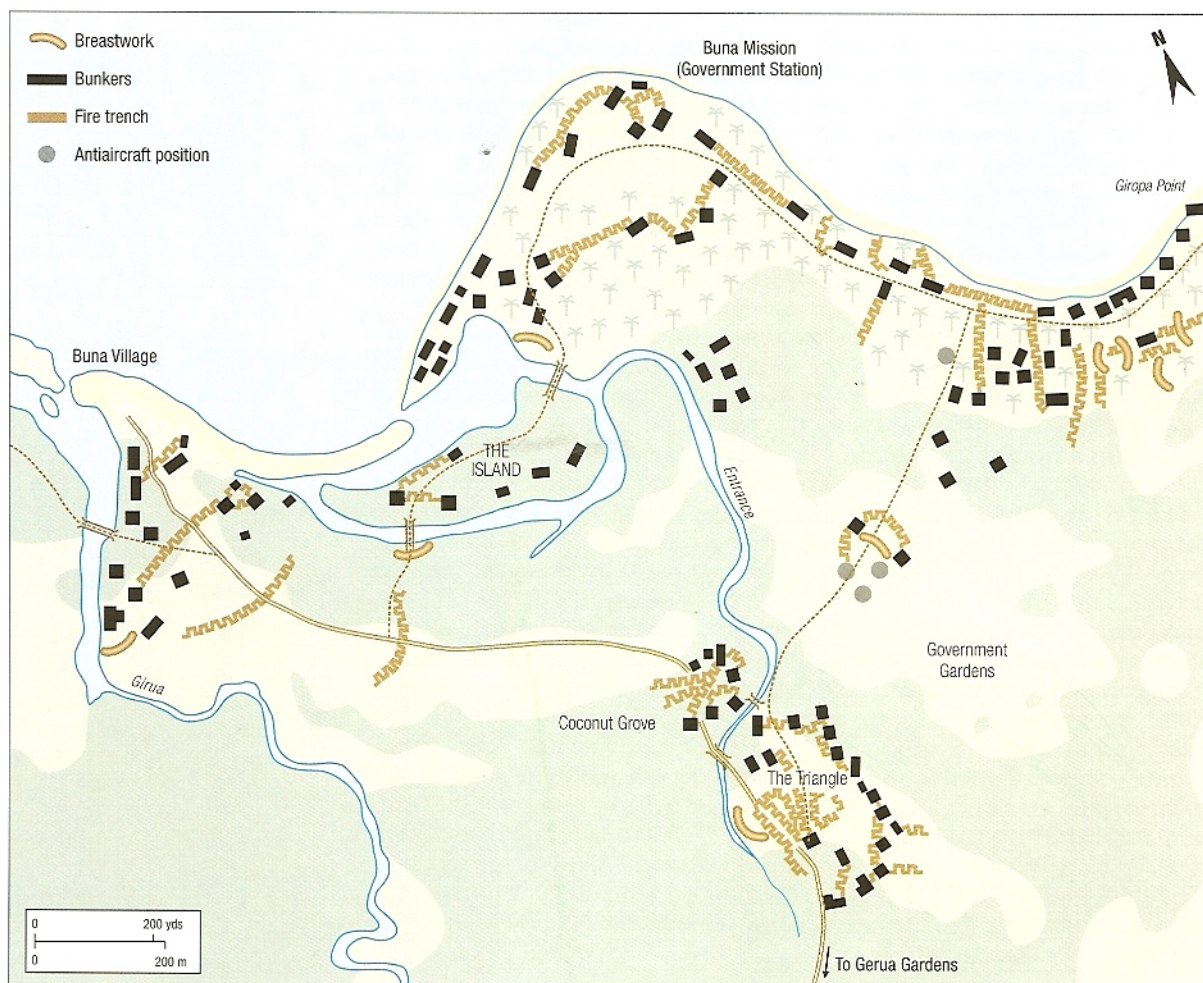 Breastwork
Bunkers
Fire trench
Antiaircraft position
Buna Mission
(Government Station)
N
Giropa Point
Buna Village
THE
ISLAND
Entrance
Government
Gardens
Girua
Coconut Grove
The Triangle
0 200 yds
0 200 m
To Gerua Gardens